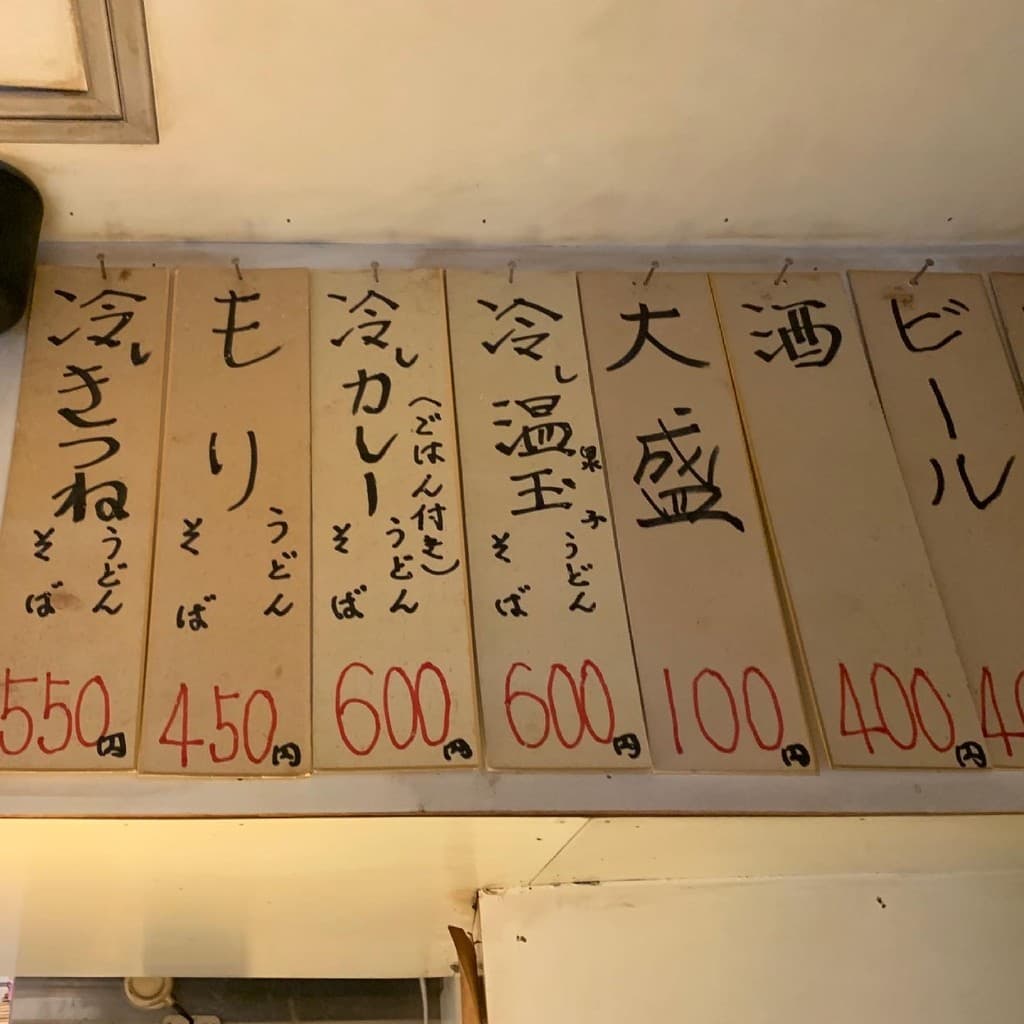 冷しきつね
うどん
そば
550円
もり
うどん
そば
450円
冷しカレー
(ごはん付き)
うどん
そば
600円
冷し温泉玉子
うどん
そば
600円
大盛
100円
酒
400円
ビール